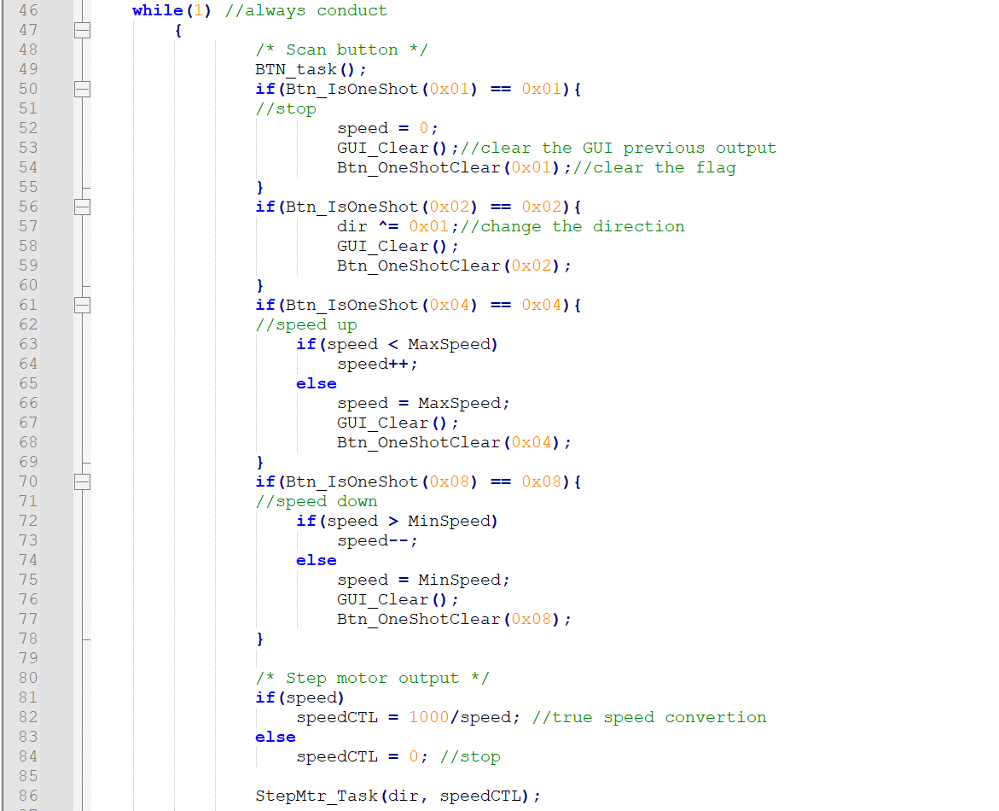 46 while(1) //always conduct
47 {
48 /* Scan button */
49 BTN_task();
50 if(Btn_IsOneShot(0x01) == 0x01){
51 //stop
52 speed = 0;
53 GUI_Clear();//clear the GUI previous output
54 Btn_OneShotClear(0x01);//clear the flag
55 }
56 if(Btn_IsOneShot(0x02) == 0x02){
57 dir ^= 0x01;//change the direction
58 GUI_Clear();
59 Btn_OneShotClear(0x02);
60 }
61 if(Btn_IsOneShot(0x04) == 0x04){
62 //speed up
63 if(speed < MaxSpeed)
64 speed++;
65 else
66 speed = MaxSpeed;
67 GUI_Clear();
68 Btn_OneShotClear(0x04);
69 }
70 if(Btn_IsOneShot(0x08) == 0x08){
71 //speed down
72 if(speed > MinSpeed)
73 speed--;
74 else
75 speed = MinSpeed;
76 GUI_Clear();
77 Btn_OneShotClear(0x08);
78 }
79
80 /* Step motor output */
81 if(speed)
82 speedCTL = 1000/speed; //true speed convertion
83 else
84 speedCTL = 0; //stop
85
86 StepMtr_Task(dir, speedCTL);